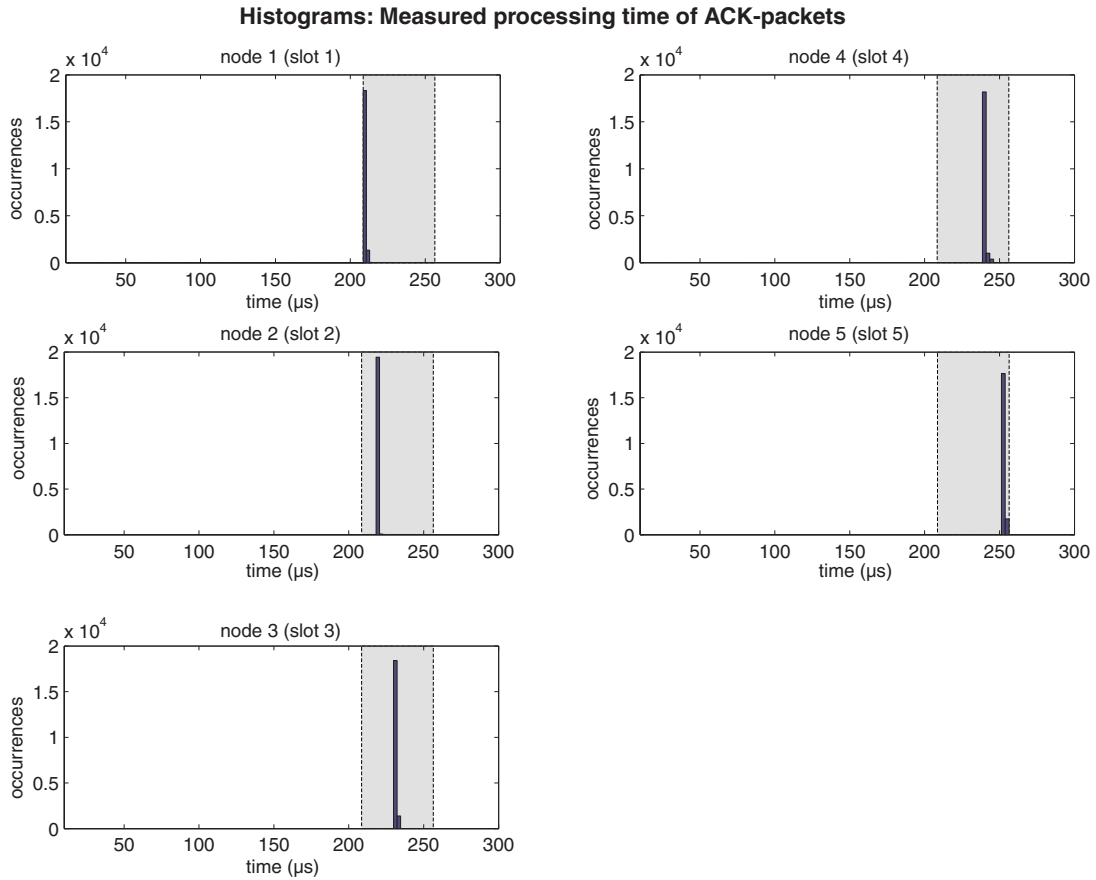 Histograms: Measured processing time of ACK-packets
node 1 (slot 1)
x 10^4
2
1.5
1
0.5
0
occurrences
50 100 150 200 250 300
time (µs)
node 4 (slot 4)
x 10^4
2
1.5
1
0.5
0
occurrences
50 100 150 200 250 300
time (µs)
node 2 (slot 2)
x 10^4
2
1.5
1
0.5
0
occurrences
50 100 150 200 250 300
time (µs)
node 5 (slot 5)
x 10^4
2
1.5
1
0.5
0
occurrences
50 100 150 200 250 300
time (µs)
node 3 (slot 3)
x 10^4
2
1.5
1
0.5
0
occurrences
50 100 150 200 250 300
time (µs)